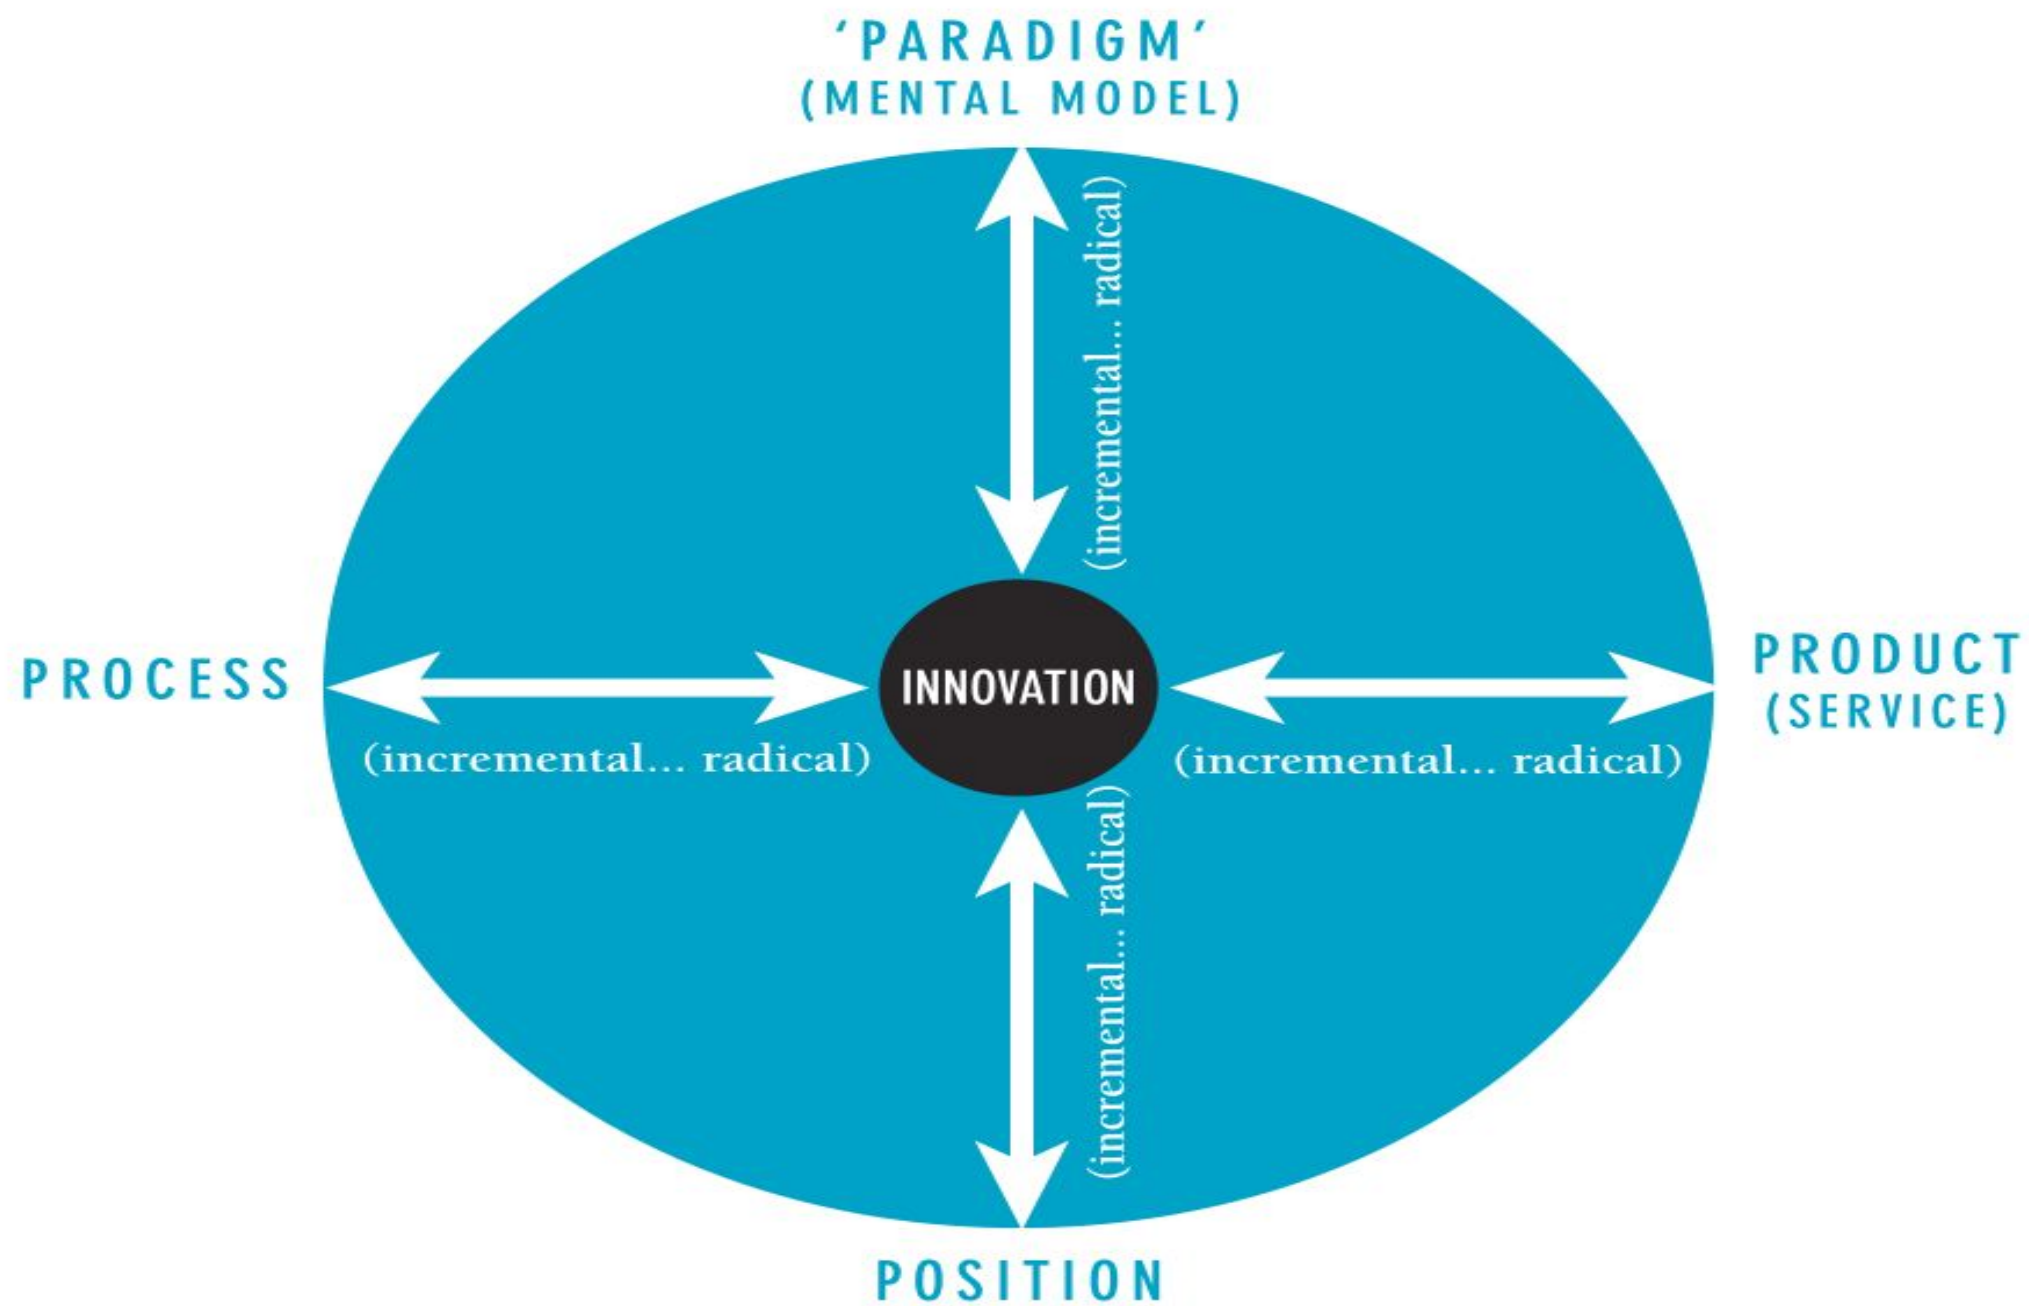 ‘PARADIGM’
(MENTAL MODEL)
(incremental... radical)
PROCESS
INNOVATION
PRODUCT
(SERVICE)
(incremental... radical)
(incremental... radical)
(incremental... radical)
POSITION